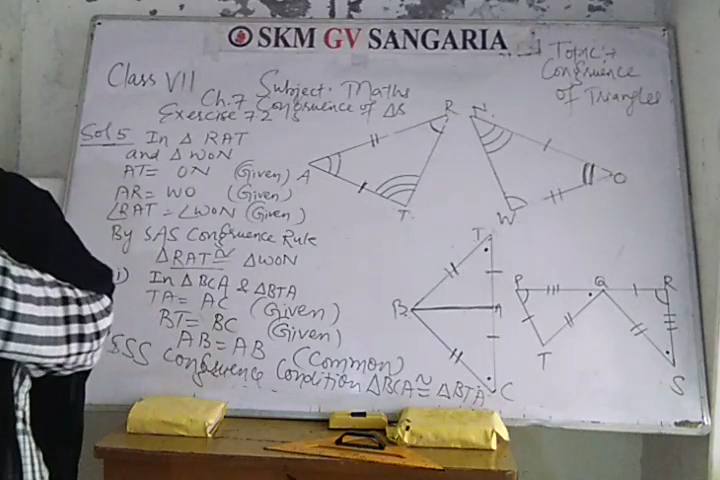 SKM GV SANGARIA
Topic:→
Congruence
of Triangles
Class VII
Subject. Maths
Ch.7 Congruence of Δs
Exercise 7.2
Sol 5 In Δ RAT
and Δ WON
AT = ON (Given)
AR = WO (Given)
∠RAT = ∠WON (Given)
By SAS Congruence Rule
ΔRAT ≅ ΔWON
i) In ΔBCA & ΔBTA
TA = AC (Given)
BT = BC (Given)
AB = AB (Common)
SSS Congruence Condition ΔBCA ≅ ΔBTA
R
A
T
N
O
W
T
B
A
C
P
Q
R
T
S